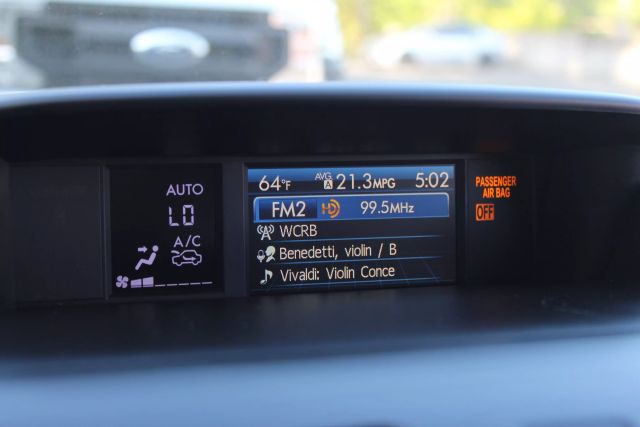 AUTO
LO
A/C
64°F AVG. A 21.3MPG 5:02
FM2 HD 99.5MHz
WCRB
Benedetti, violin / B
Vivaldi: Violin Conce
PASSENGER
AIR BAG
OFF